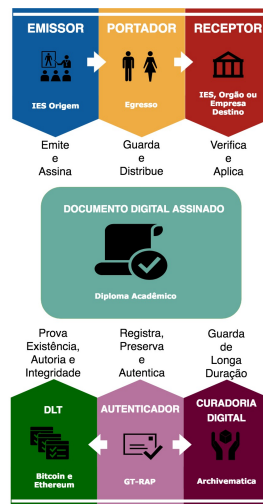 EMISSOR
PORTADOR
RECEPTOR
IES Origem
Egresso
IES, Orgão ou
Empresa
Destino
Emite
e
Assina
Guarda
e
Distribue
Verifica
e
Aplica
DOCUMENTO DIGITAL ASSINADO
Diploma Acadêmico
Prova
Existência,
Autoria e
Integridade
Registra,
Preserva
e
Autentica
Guarda
de
Longa
Duração
DLT
AUTENTICADOR
CURADORIA
DIGITAL
Bitcoin e
Ethereum
GT-RAP
Archivematica